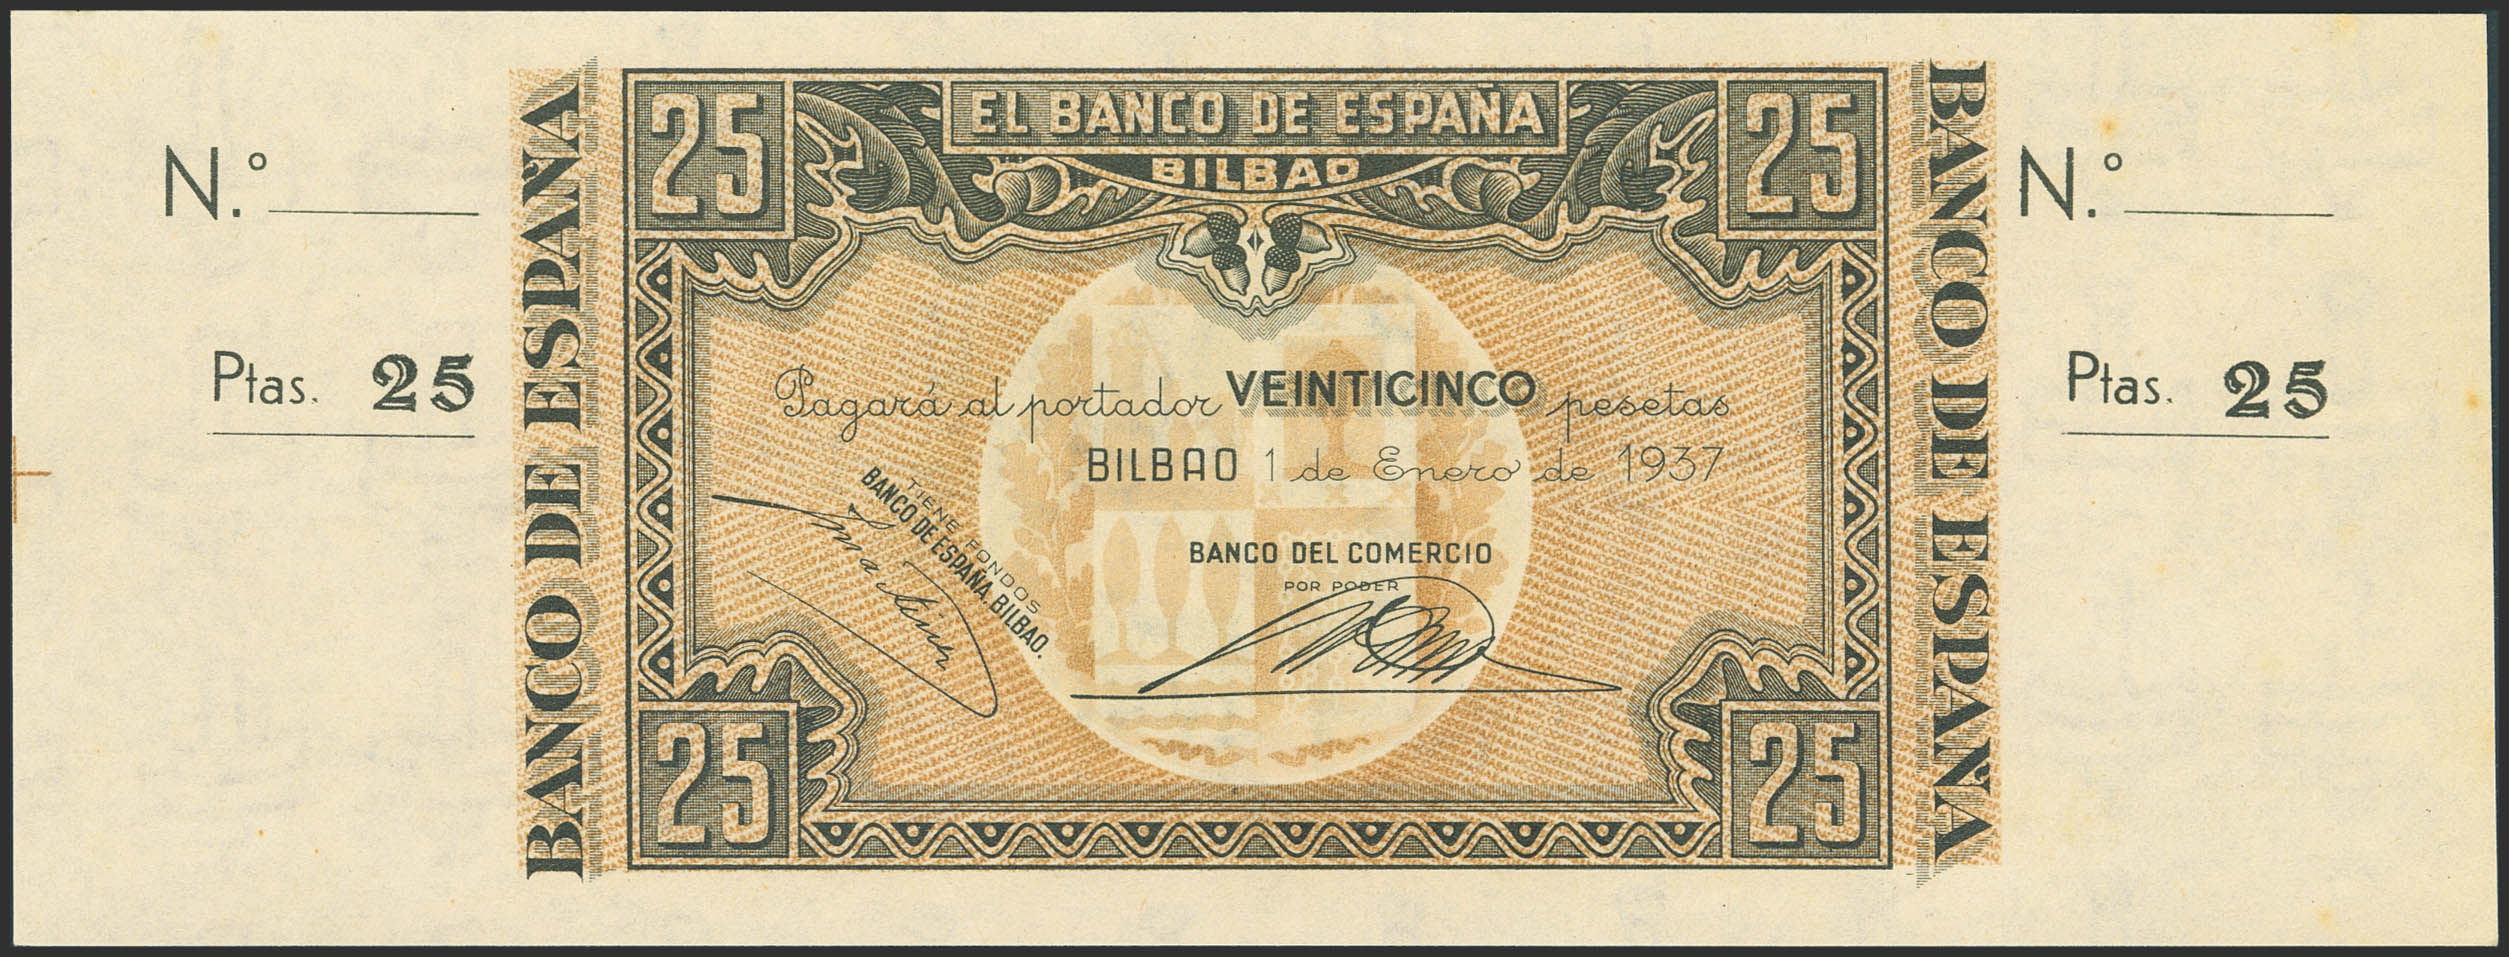 N.º
Ptas. 25
BANCO DE ESPAÑA
25
EL BANCO DE ESPAÑA
BILBAO
25
Pagará al portador VEINTICINCO pesetas
BILBAO 1 de Enero de 1937
TIENE FONDOS
BANCO DE ESPAÑA. BILBAO.
BANCO DEL COMERCIO
POR PODER
25
25
BANCO DE ESPAÑA
N.º
Ptas. 25